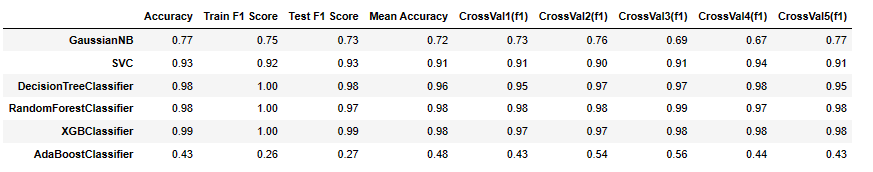 Accuracy Train F1 Score Test F1 Score Mean Accuracy CrossVal1(f1) CrossVal2(f1) CrossVal3(f1) CrossVal4(f1) CrossVal5(f1)
GaussianNB 0.77 0.75 0.73 0.72 0.73 0.76 0.69 0.67 0.77
SVC 0.93 0.92 0.93 0.91 0.91 0.90 0.91 0.94 0.91
DecisionTreeClassifier 0.98 1.00 0.98 0.96 0.95 0.97 0.97 0.98 0.95
RandomForestClassifier 0.98 1.00 0.97 0.98 0.98 0.98 0.99 0.97 0.98
XGBClassifier 0.99 1.00 0.99 0.98 0.97 0.97 0.98 0.98 0.98
AdaBoostClassifier 0.43 0.26 0.27 0.48 0.43 0.54 0.56 0.44 0.43